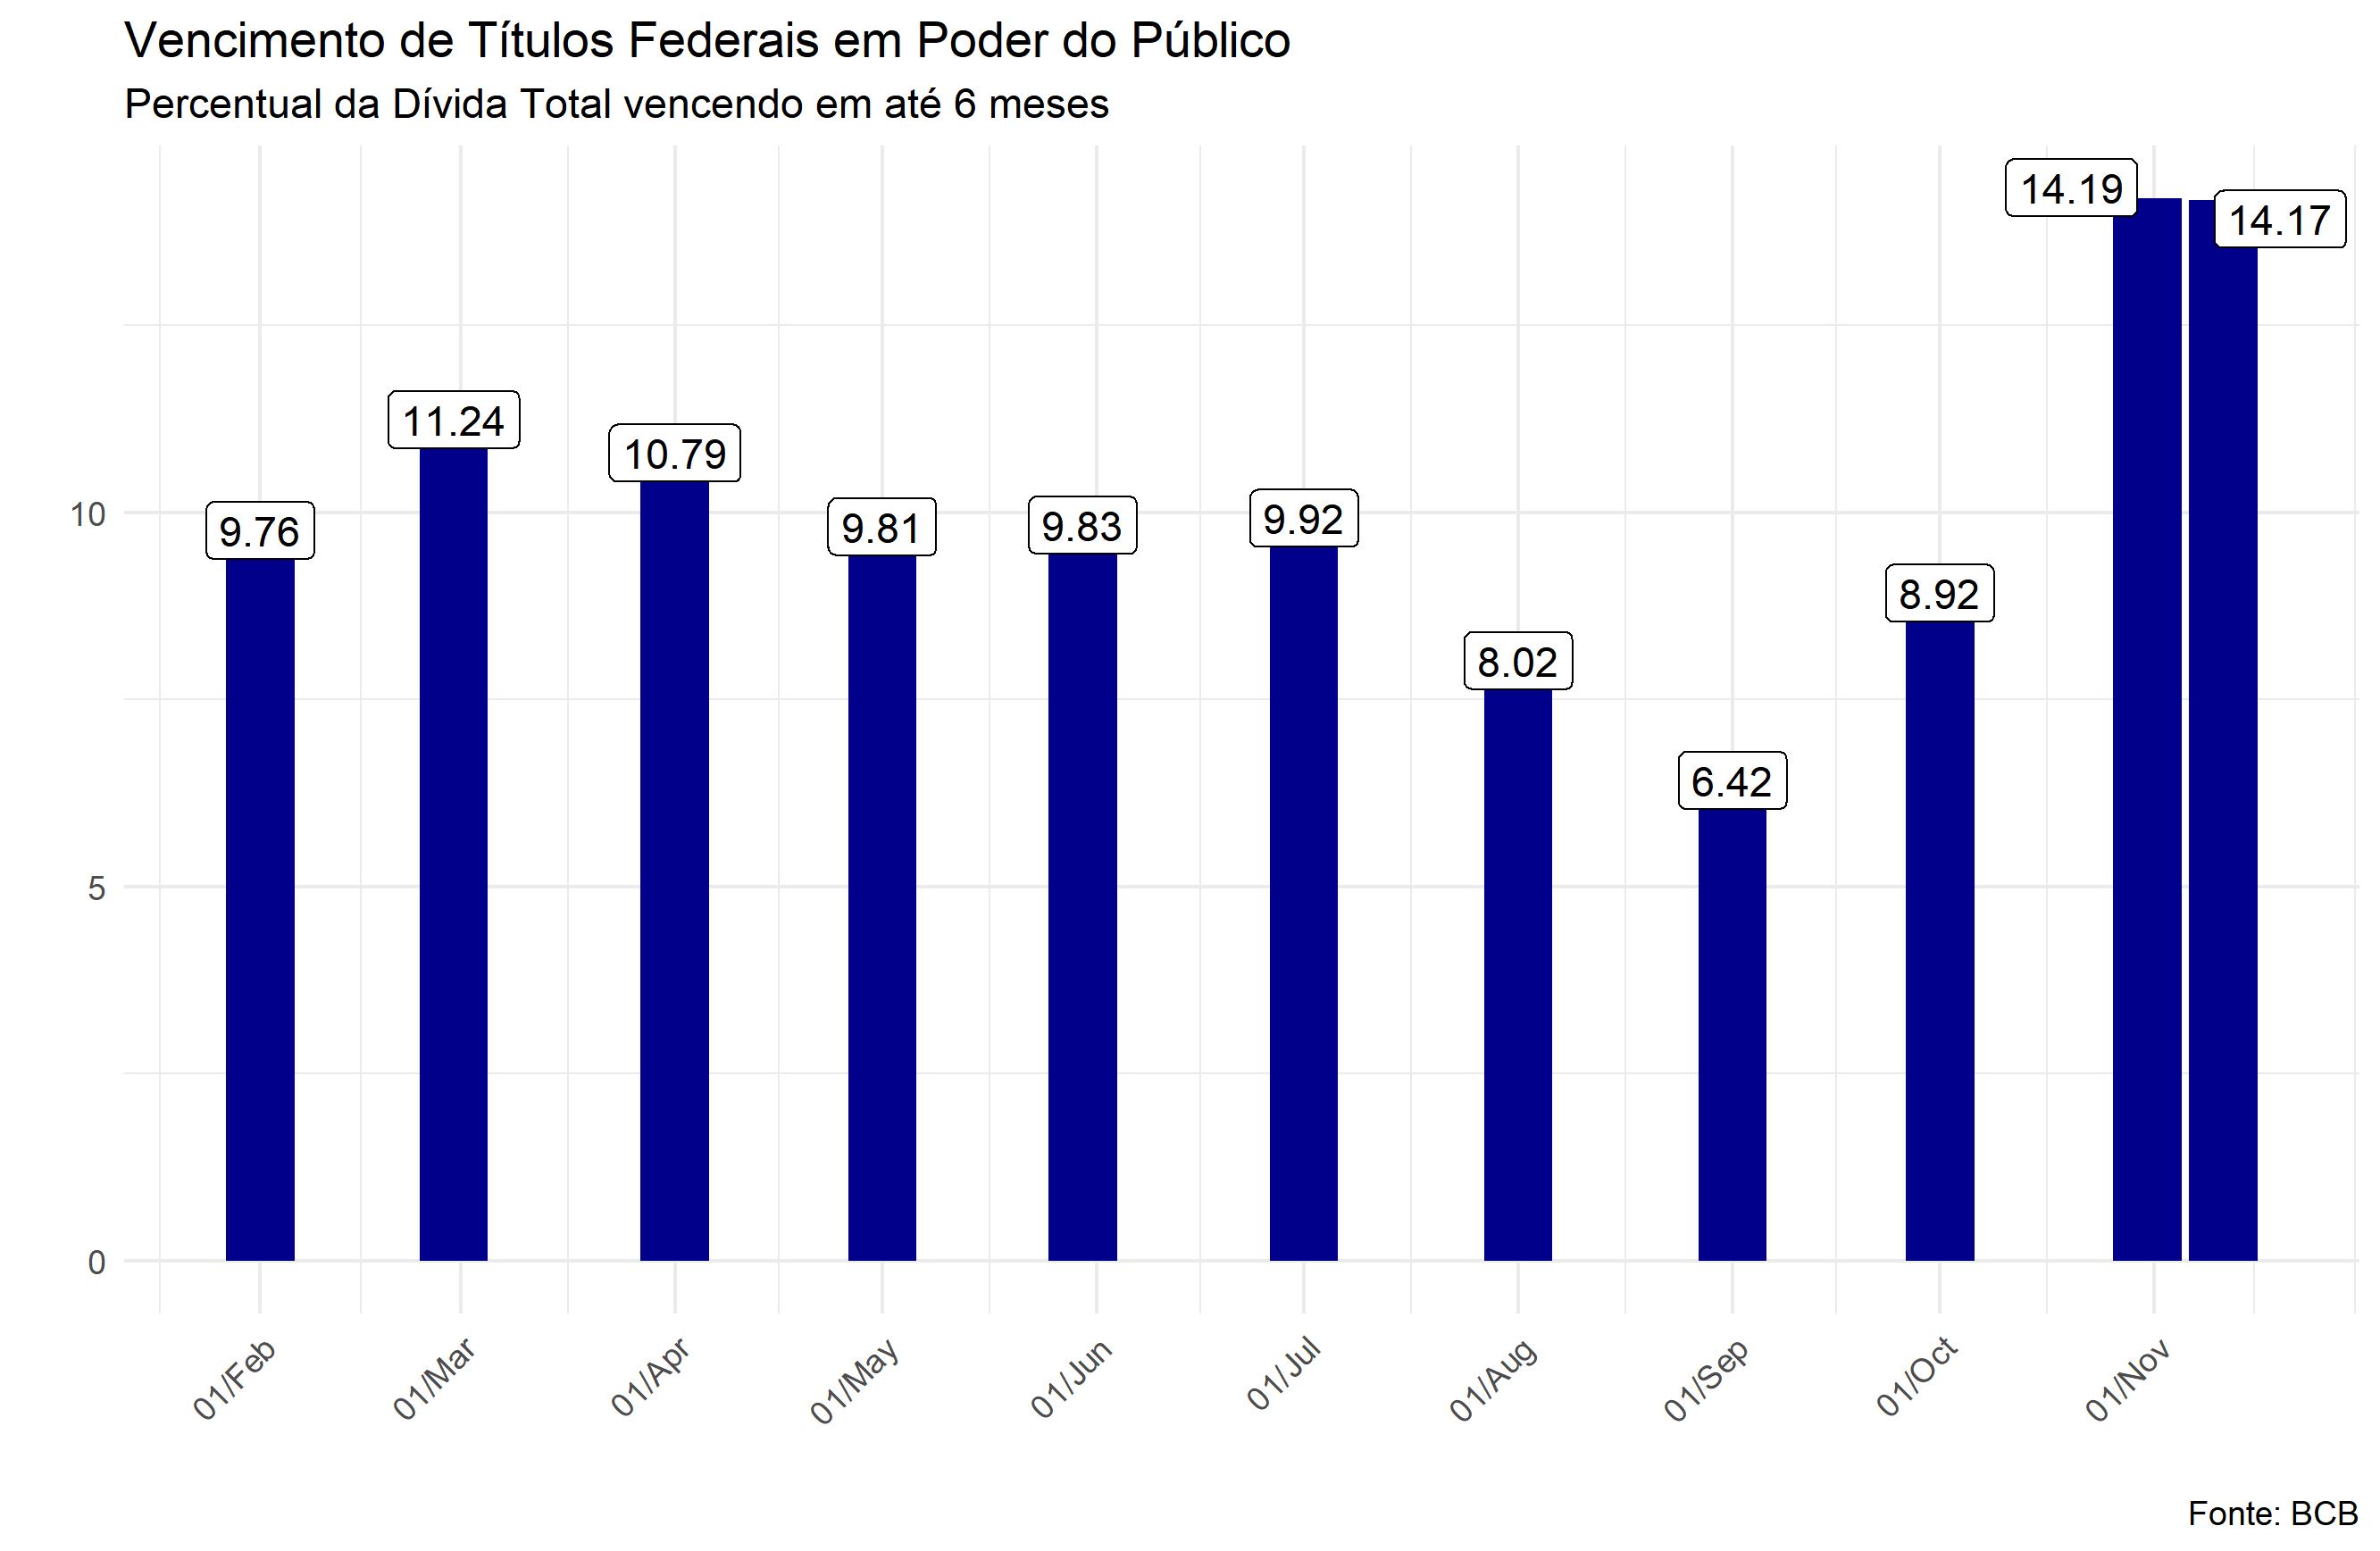 Vencimento de Títulos Federais em Poder do Público
Percentual da Dívida Total vencendo em até 6 meses
14.19
14.17
11.24
10.79
9.76
9.81
9.83
9.92
8.02
6.42
8.92
10
5
0
01/Feb
01/Mar
01/Apr
01/May
01/Jun
01/Jul
01/Aug
01/Sep
01/Oct
01/Nov
Fonte: BCB